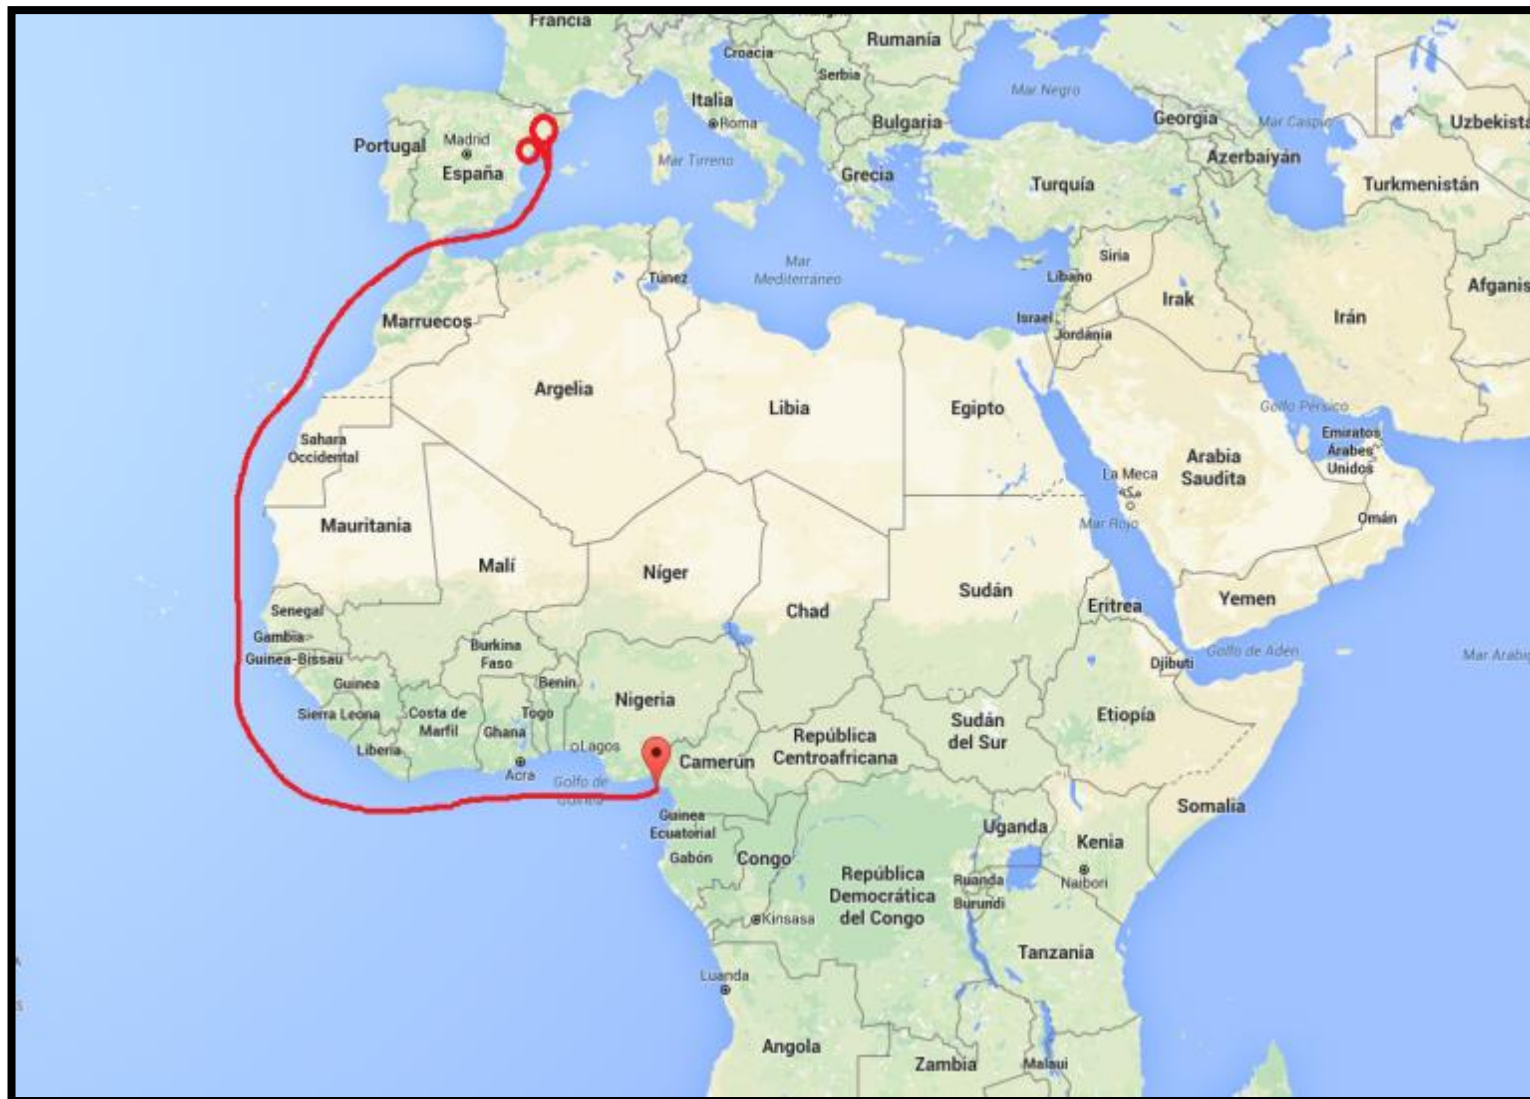 Francia
Croacia
Rumanía
Serbia
Italia
Roma
Mar Negro
Georgia
Mar Caspio
Uzbekista
Bulgaria
Portugal
Madrid
España
Mar Tirreno
Grecia
Turquía
Azerbaiyán
Turkmenistán
Túnez
Mar
Mediterráneo
Siria
Líbano
Irak
Irán
Afganis
Israel
Jordania
Marruecos
Argelia
Libia
Egipto
Golfo Pérsico
Sahara
Occidental
Emiratos
Árabes
Unidos
La Meca
مكة
Arabia
Saudita
Mauritania
Mar Rojo
Omán
Malí
Níger
Chad
Sudán
Eritrea
Yemen
Senegal
Gambia
Guinea-Bissau
Burkina
Faso
Djibuti
Golfo de Adén
Mar Arabi
Guinea
Benín
Nigeria
Sierra Leona
Costa de
Marfil
Ghana
Togo
Sudán
del Sur
Etiopía
Liberia
Lagos
Camerún
República
Centroafricana
Acra
Golfo de
Guinea
Somalia
Guinea
Ecuatorial
Uganda
Kenia
Gabón
Congo
República
Democrática
del Congo
Ruanda
Burundi
Naibori
Kinsasa
Tanzania
Luanda
Angola
Zambia
Malaui